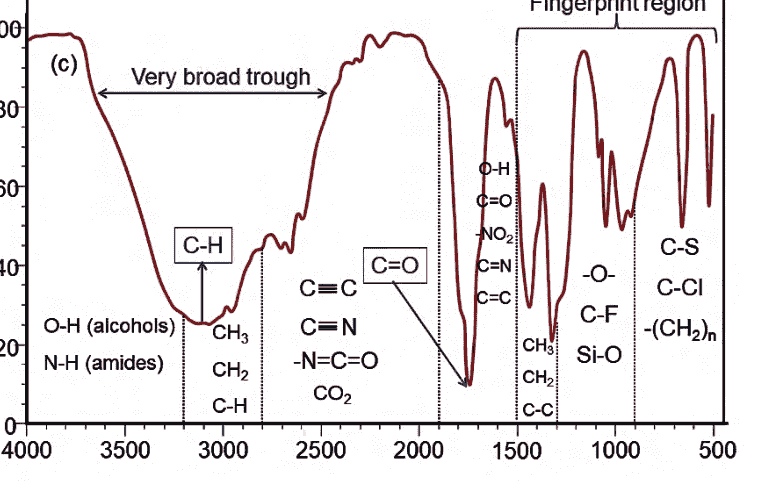 Fingerprint region
(c)
Very broad trough
C-H
C=O
O-H
C=O
-NO2
C=N
C=C
O-H (alcohols)
N-H (amides)
CH3
CH2
C-H
C≡C
C≡N
-N=C=O
CO2
CH3
CH2
C-C
-O-
C-F
Si-O
C-S
C-Cl
-(CH2)n
00
80
60
40
20
0
4000 3500 3000 2500 2000 1500 1000 500